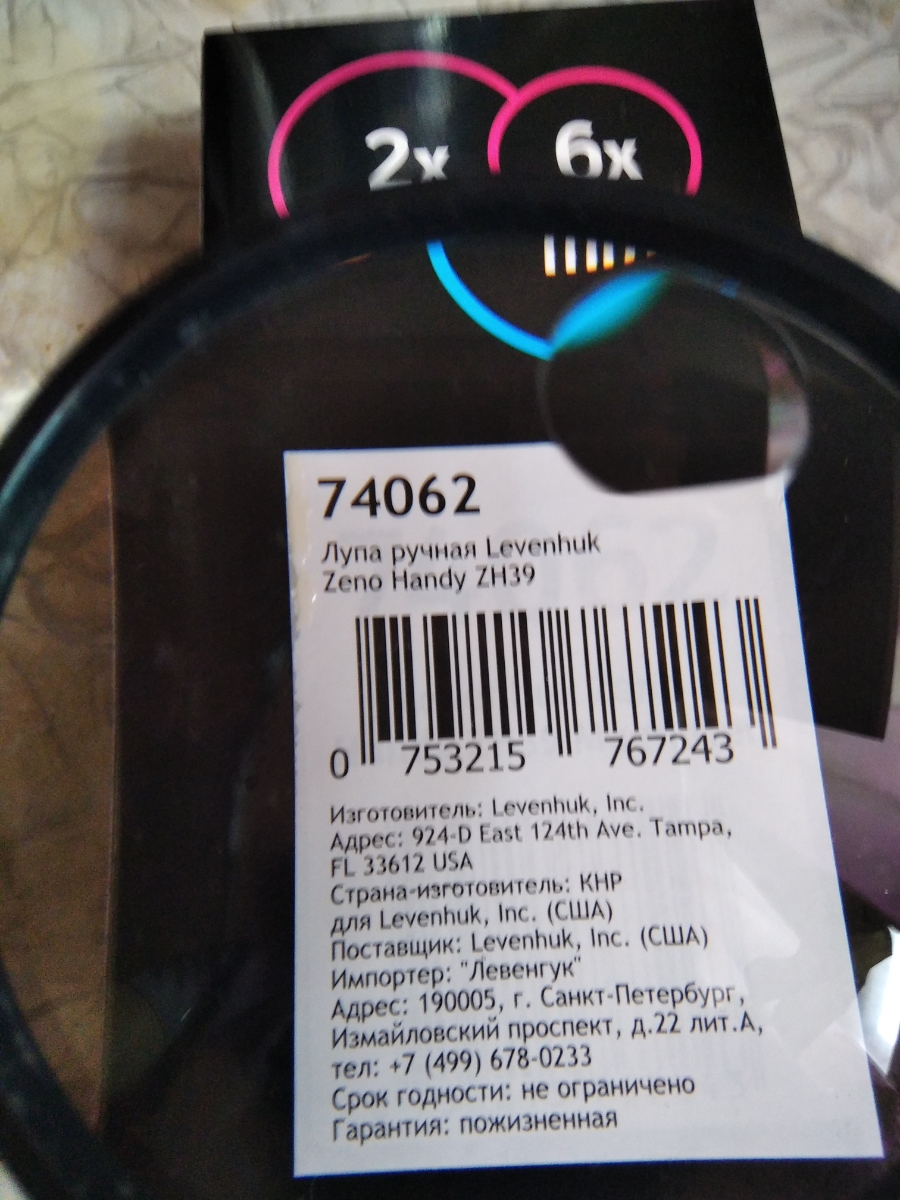 2x 6x
74062
Лупа ручная Levenhuk
Zeno Handy ZH39
0 753215 767243
Изготовитель: Levenhuk, Inc.
Адрес: 924-D East 124th Ave. Tampa,
FL 33612 USA
Страна-изготовитель: КНР
для Levenhuk, Inc. (США)
Поставщик: Levenhuk, Inc. (США)
Импортер: "Левенгук"
Адрес: 190005, г. Санкт-Петербург,
Измайловский проспект, д.22 лит.А,
тел: +7 (499) 678-0233
Срок годности: не ограничено
Гарантия: пожизненная